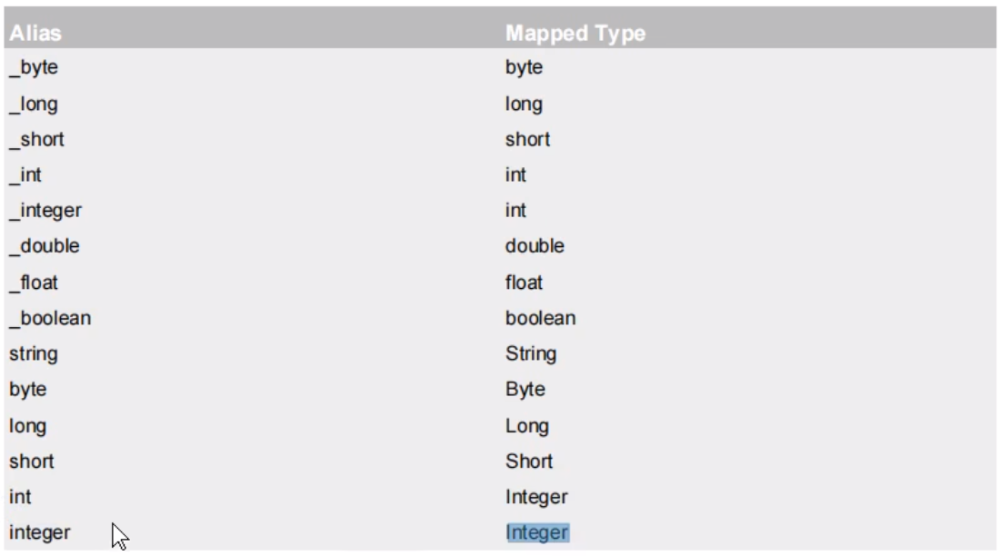 Alias Mapped Type
_byte byte
_long long
_short short
_int int
_integer int
_double double
_float float
_boolean boolean
string String
byte Byte
long Long
short Short
int Integer
integer Integer